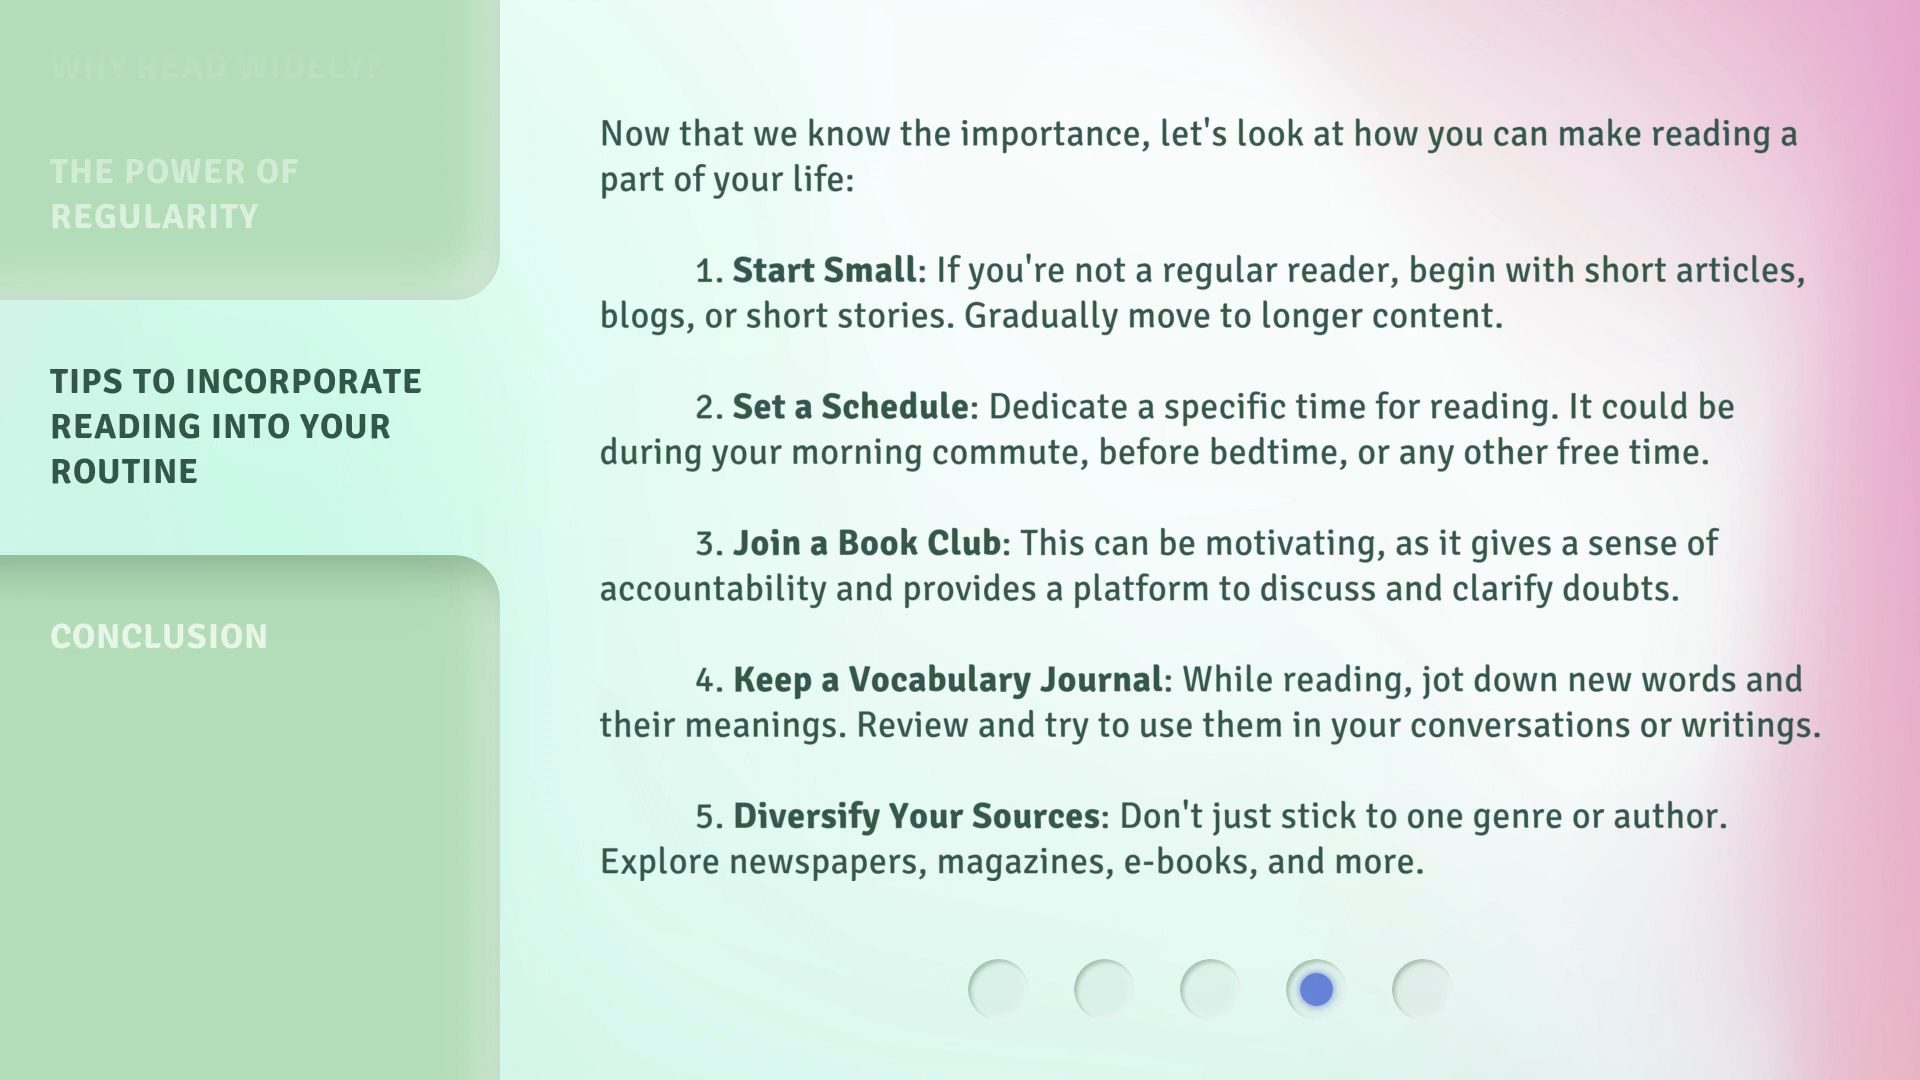 WHY READ WIDELY?
THE POWER OF
REGULARITY
TIPS TO INCORPORATE
READING INTO YOUR
ROUTINE
CONCLUSION
Now that we know the importance, let's look at how you can make reading a
part of your life:
1. Start Small: If you're not a regular reader, begin with short articles,
blogs, or short stories. Gradually move to longer content.
2. Set a Schedule: Dedicate a specific time for reading. It could be
during your morning commute, before bedtime, or any other free time.
3. Join a Book Club: This can be motivating, as it gives a sense of
accountability and provides a platform to discuss and clarify doubts.
4. Keep a Vocabulary Journal: While reading, jot down new words and
their meanings. Review and try to use them in your conversations or writings.
5. Diversify Your Sources: Don't just stick to one genre or author.
Explore newspapers, magazines, e-books, and more.